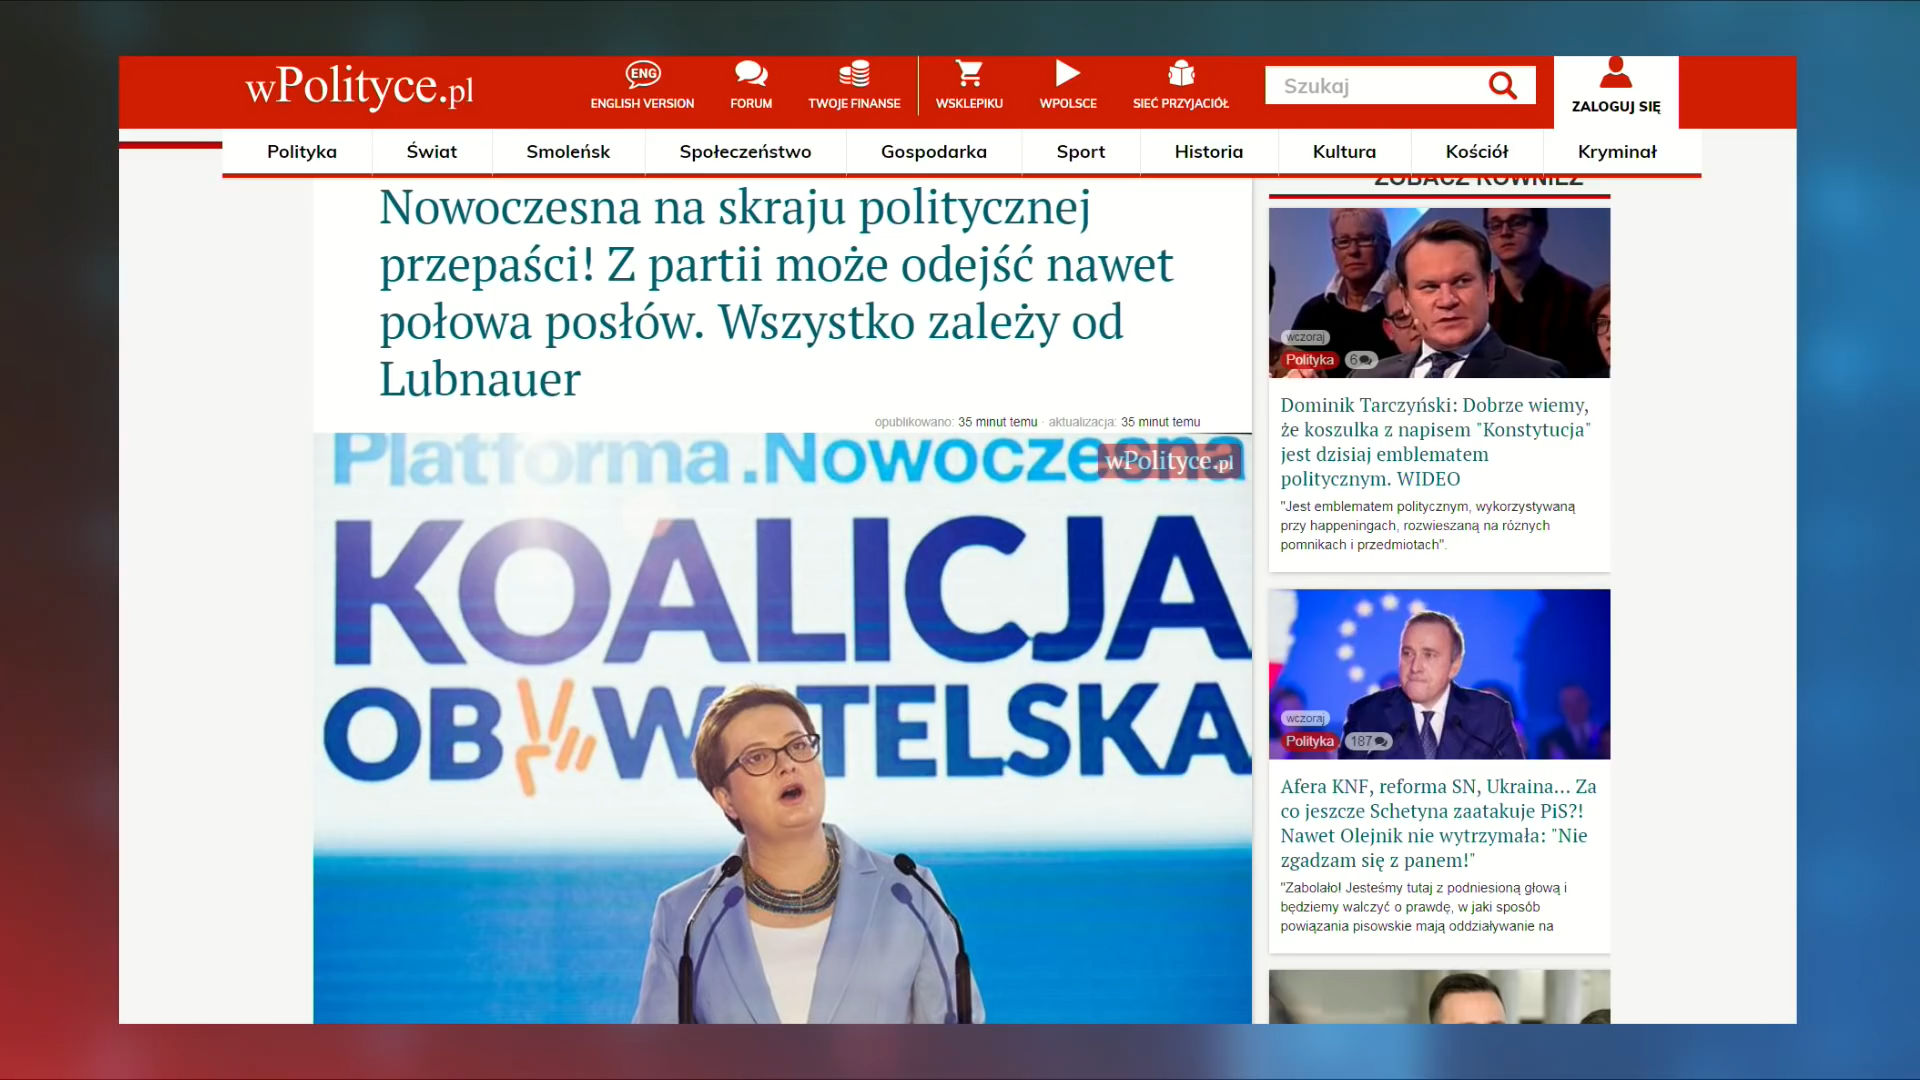 wPolityce.pl
ENG
ENGLISH VERSION
FORUM
TWOJE FINANSE
WSKLEPIKU
WPOLSCE
SIEĆ PRZYJACIÓŁ
Szukaj
ZALOGUJ SIĘ
Polityka
Świat
Smoleńsk
Społeczeństwo
Gospodarka
Sport
Historia
Kultura
Kościół
Kryminał
Nowoczesna na skraju politycznej
przepaści! Z partii może odejść nawet
połowa posłów. Wszystko zależy od
Lubnauer
opublikowano: 35 minut temu · aktualizacja: 35 minut temu
Platforma .Nowoczesna
wPolityce.pl
KOALICJA
OBYWATELSKA
ZOBACZ RÓWNIEŻ
wczoraj
Polityka
6
Dominik Tarczyński: Dobrze wiemy,
że koszulka z napisem "Konstytucja"
jest dzisiaj emblematem
politycznym. WIDEO
"Jest emblematem politycznym, wykorzystywaną
przy happeningach, rozwieszaną na różnych
pomnikach i przedmiotach".
wczoraj
Polityka
187
Afera KNF, reforma SN, Ukraina... Za
co jeszcze Schetyna zaatakuje PiS?!
Nawet Olejnik nie wytrzymała: "Nie
zgadzam się z panem!"
"Zabolało! Jesteśmy tutaj z podniesioną głową i
będziemy walczyć o prawdę, w jaki sposób
powiązania pisowskie mają oddziaływanie na